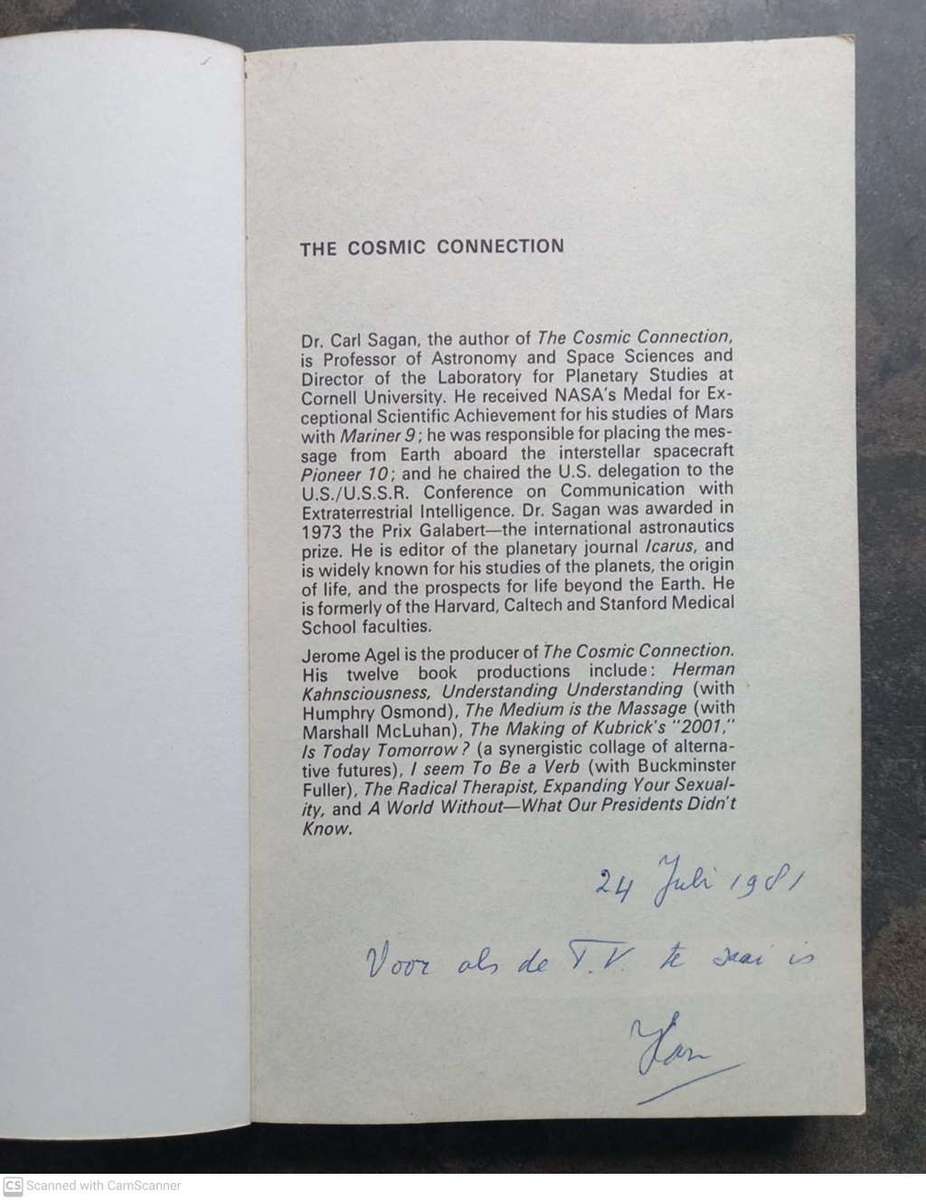 THE COSMIC CONNECTION
Dr. Carl Sagan, the author of The Cosmic Connection,
is Professor of Astronomy and Space Sciences and
Director of the Laboratory for Planetary Studies at
Cornell University. He received NASA's Medal for Ex-
ceptional Scientific Achievement for his studies of Mars
with Mariner 9; he was responsible for placing the mes-
sage from Earth aboard the interstellar spacecraft
Pioneer 10; and he chaired the U.S. delegation to the
U.S./U.S.S.R. Conference on Communication with
Extraterrestrial Intelligence. Dr. Sagan was awarded in
1973 the Prix Galabert—the international astronautics
prize. He is editor of the planetary journal Icarus, and
is widely known for his studies of the planets, the origin
of life, and the prospects for life beyond the Earth. He
is formerly of the Harvard, Caltech and Stanford Medical
School faculties.
Jerome Agel is the producer of The Cosmic Connection.
His twelve book productions include: Herman
Kahnsciousness, Understanding Understanding (with
Humphry Osmond), The Medium is the Massage (with
Marshall McLuhan), The Making of Kubrick's "2001,"
Is Today Tomorrow? (a synergistic collage of alterna-
tive futures), I seem To Be a Verb (with Buckminster
Fuller), The Radical Therapist, Expanding Your Sexual-
ity, and A World Without—What Our Presidents Didn't
Know.
24 Juli 1981
Voor als de T.V. te saai is
Han
CS Scanned with CamScanner